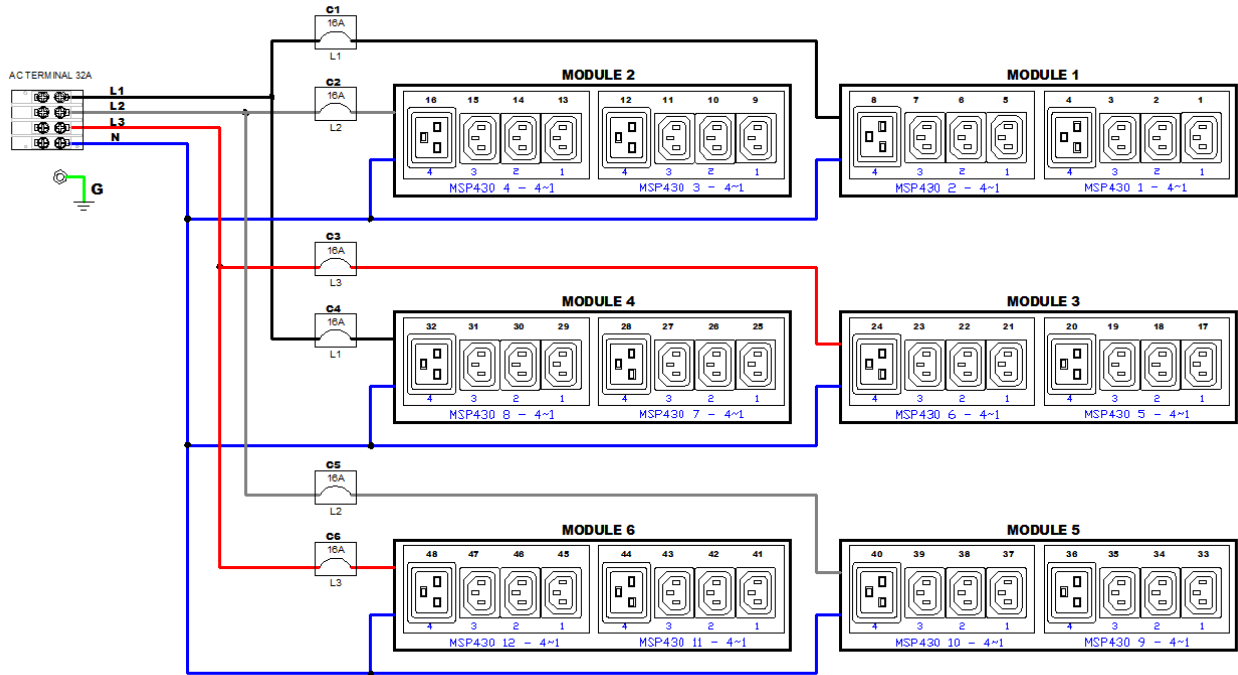 C1
16A
L1
AC TERMINAL 32A
L1
L2
L3
N
G
C2
16A
L2
MODULE 2
16 15 14 13 12 11 10 9
4 3 2 1 4 3 2 1
MSP430 4 - 4~1 MSP430 3 - 4~1
MODULE 1
8 7 6 5 4 3 2 1
4 3 2 1 4 3 2 1
MSP430 2 - 4~1 MSP430 1 - 4~1
C3
16A
L3
C4
16A
L1
MODULE 4
32 31 30 29 28 27 26 25
4 3 2 1 4 3 2 1
MSP430 8 - 4~1 MSP430 7 - 4~1
MODULE 3
24 23 22 21 20 19 18 17
4 3 2 1 4 3 2 1
MSP430 6 - 4~1 MSP430 5 - 4~1
C5
16A
L2
C6
16A
L3
MODULE 6
48 47 46 45 44 43 42 41
4 3 2 1 4 3 2 1
MSP430 12 - 4~1 MSP430 11 - 4~1
MODULE 5
40 39 38 37 36 35 34 33
4 3 2 1 4 3 2 1
MSP430 10 - 4~1 MSP430 9 - 4~1